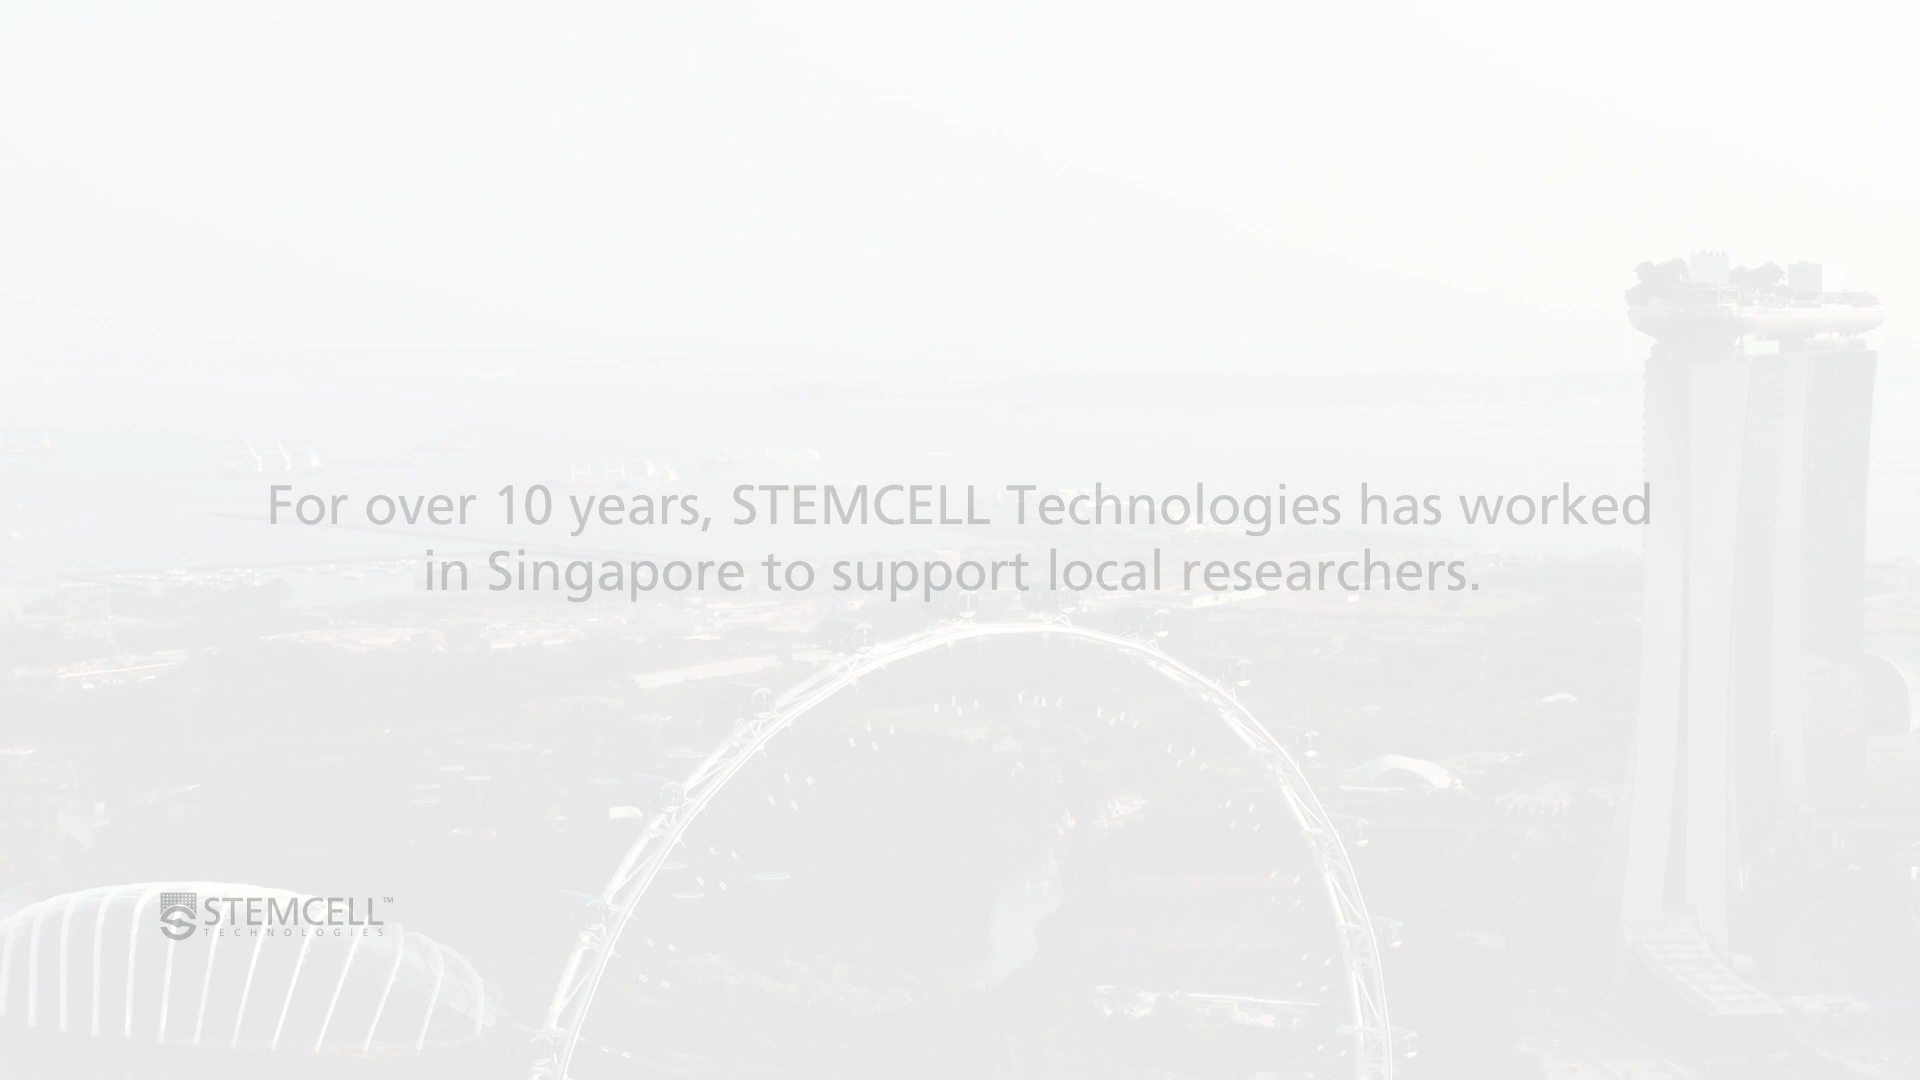 For over 10 years, STEMCELL Technologies has worked
in Singapore to support local researchers.
STEMCELL™
TECHNOLOGIES